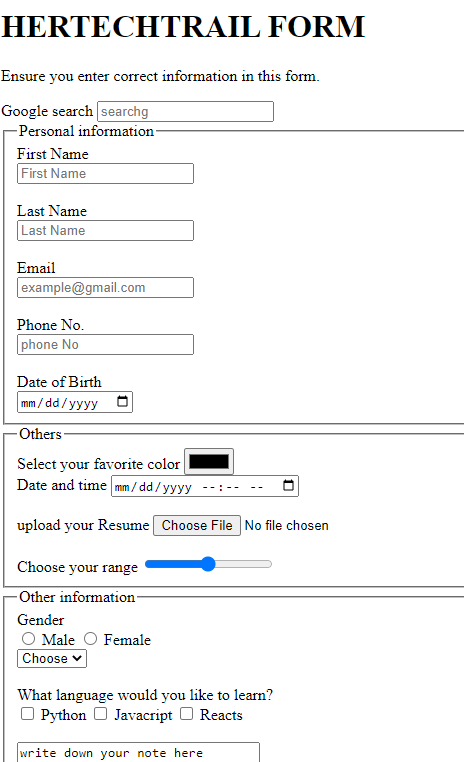 HERTECHTRAIL FORM
Ensure you enter correct information in this form.
Google search searchg
Personal information
First Name
First Name
Last Name
Last Name
Email
example@gmail.com
Phone No.
phone No
Date of Birth
mm/dd/yyyy
Others
Select your favorite color
Date and time mm/dd/yyyy --:-- --
upload your Resume Choose File No file chosen
Choose your range
Other information
Gender
Male Female
Choose
What language would you like to learn?
Python Javacript Reacts
write down your note here